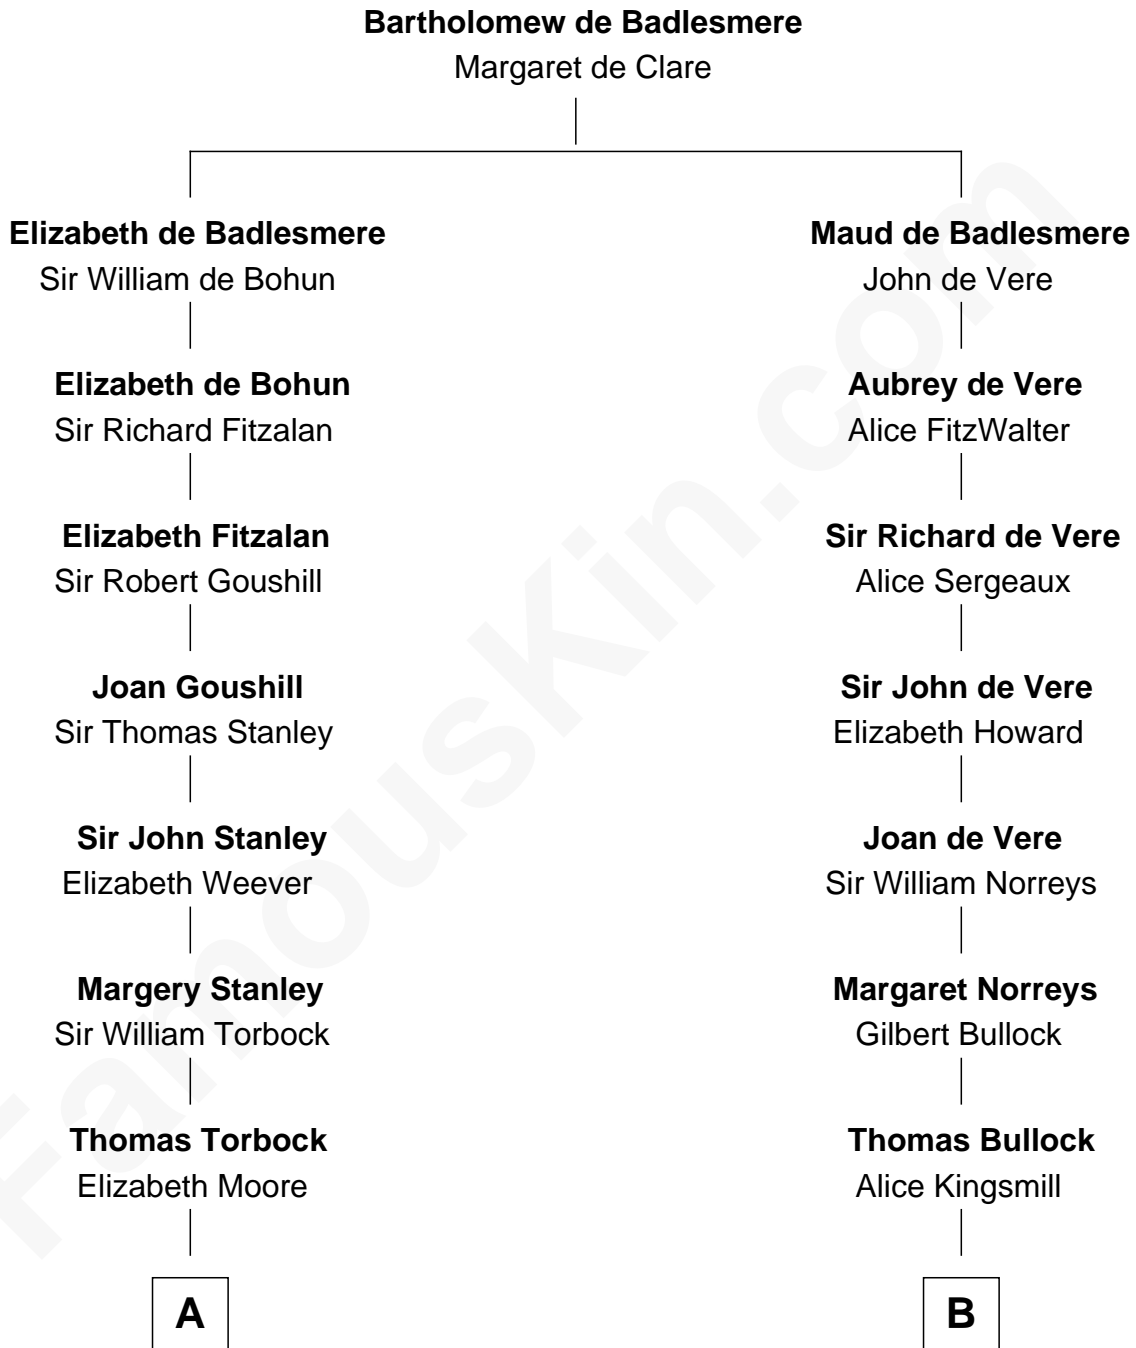 Bartholomew de Badlesmere
Margaret de Clare
Elizabeth de Badlesmere
Sir William de Bohun
Maud de Badlesmere
John de Vere
Elizabeth de Bohun
Sir Richard Fitzalan
Aubrey de Vere
Alice FitzWalter
Elizabeth Fitzalan
Sir Robert Goushill
Sir Richard de Vere
Alice Sergeaux
Joan Goushill
Sir Thomas Stanley
Sir John de Vere
Elizabeth Howard
Sir John Stanley
Elizabeth Weever
Joan de Vere
Sir William Norreys
Margery Stanley
Sir William Torbock
Margaret Norreys
Gilbert Bullock
Thomas Torbock
Elizabeth Moore
Thomas Bullock
Alice Kingsmill
A
B
FamousKin.com